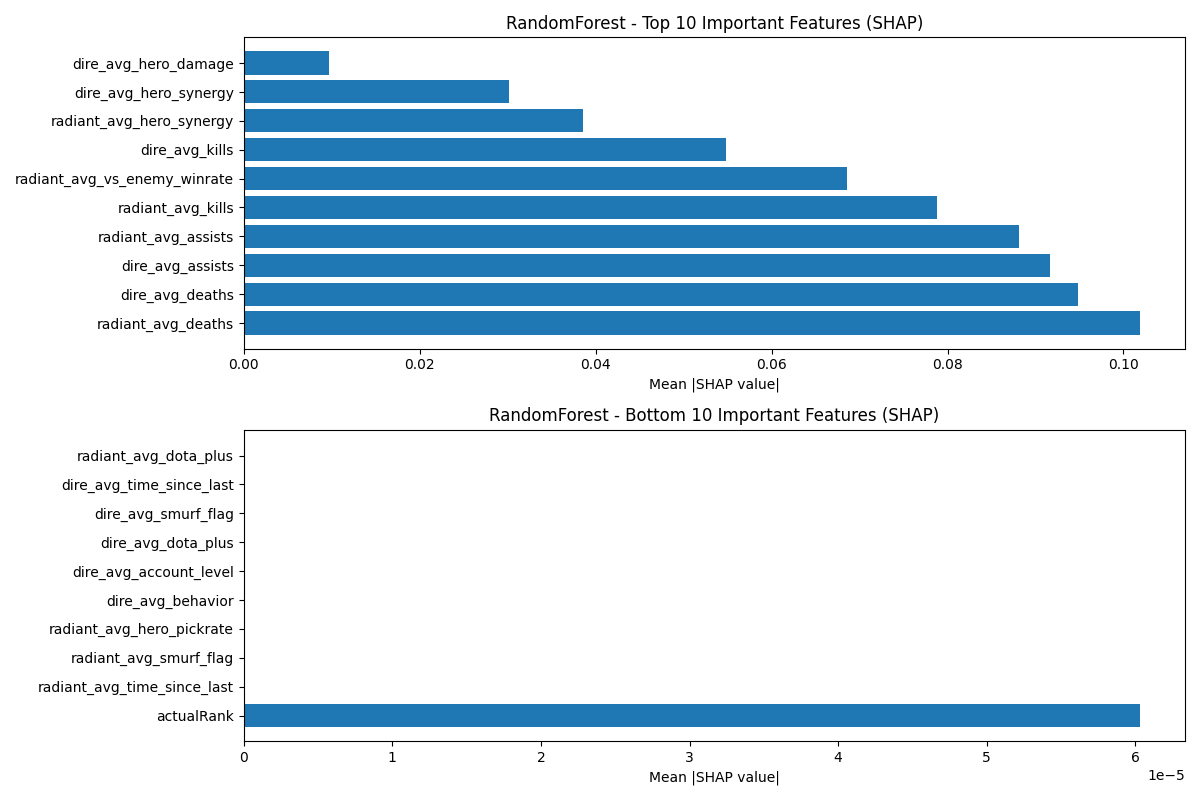 RandomForest - Top 10 Important Features (SHAP)
dire_avg_hero_damage
dire_avg_hero_synergy
radiant_avg_hero_synergy
dire_avg_kills
radiant_avg_vs_enemy_winrate
radiant_avg_kills
radiant_avg_assists
dire_avg_assists
dire_avg_deaths
radiant_avg_deaths
0.00 0.02 0.04 0.06 0.08 0.10
Mean |SHAP value|
RandomForest - Bottom 10 Important Features (SHAP)
radiant_avg_dota_plus
dire_avg_time_since_last
dire_avg_smurf_flag
dire_avg_dota_plus
dire_avg_account_level
dire_avg_behavior
radiant_avg_hero_pickrate
radiant_avg_smurf_flag
radiant_avg_time_since_last
actualRank
0 1 2 3 4 5 6
1e−5
Mean |SHAP value|